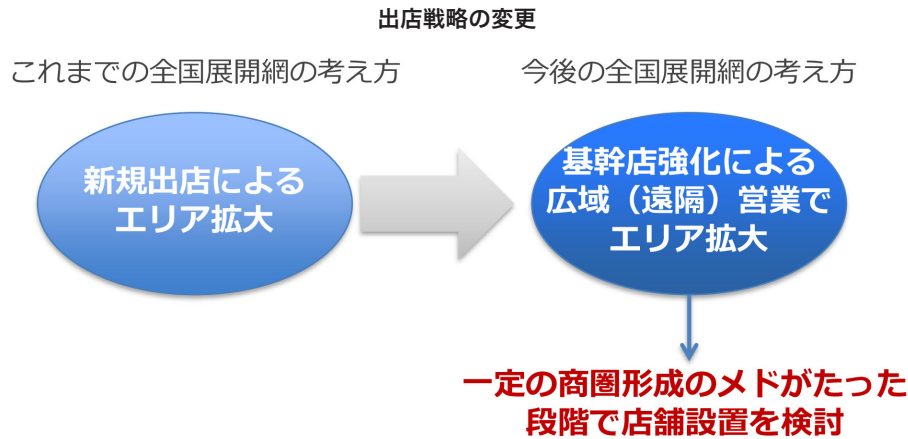 出店戦略の変更
これまでの全国展開網の考え方
今後の全国展開網の考え方
新規出店による
エリア拡大
基幹店強化による
広域（遠隔）営業で
エリア拡大
一定の商圏形成のメドがたった
段階で店舗設置を検討